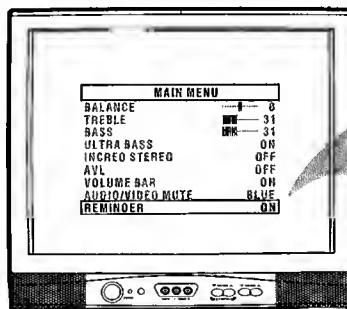 MAIN MENU
BALANCE 0
TREBLE 31
BASS 31
ULTRA BASS ON
INCRED STEREO OFF
AVL OFF
VOLUME BAR ON
AUDIO/VIDEO MUTE BLUE
REMINDER ON